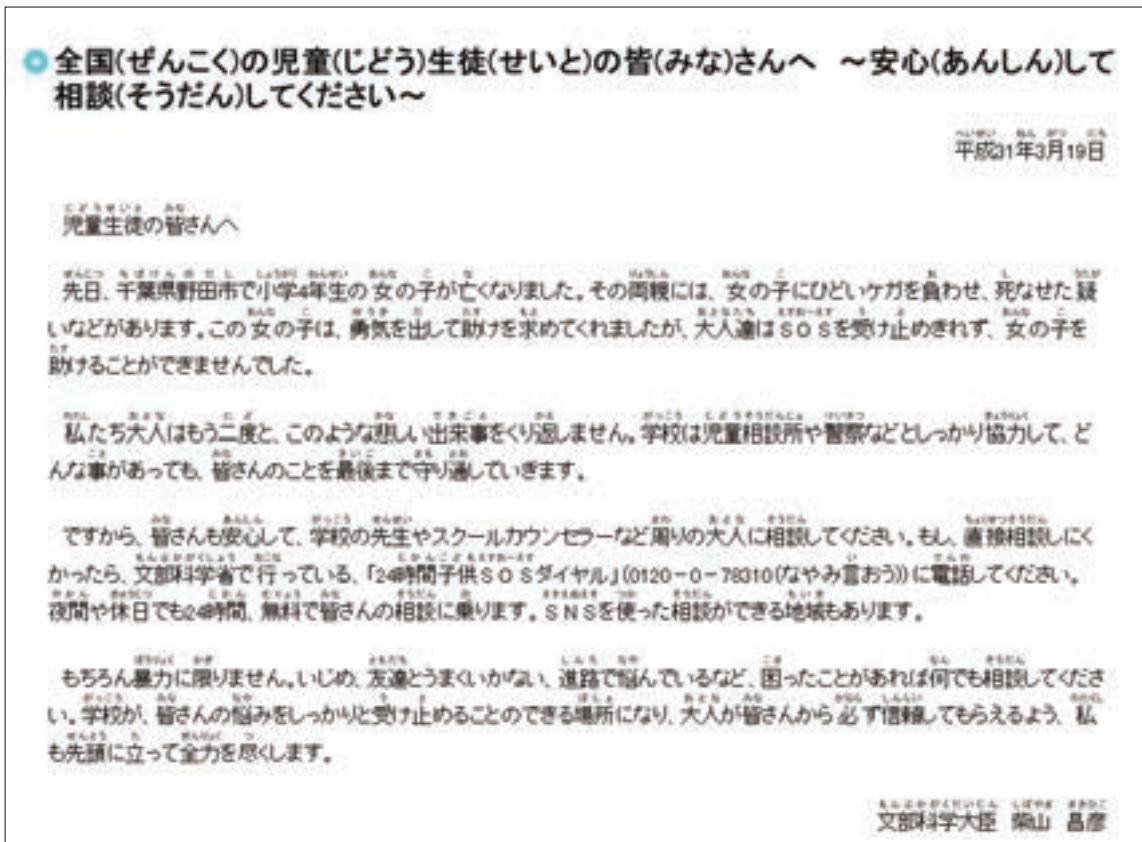 全国(ぜんこく)の児童(じどう)生徒(せいと)の皆(みな)さんへ　～安心(あんしん)して
相談(そうだん)してください～
平成31年3月19日
児童生徒の皆さんへ
先日、千葉県野田市で小学4年生の女の子が亡くなりました。その両親には、女の子にひどいケガを負わせ、死なせた疑
いなどがあります。この女の子は、勇気を出して助けを求めてくれましたが、大人達はＳＯＳを受け止めきれず、女の子を
助けることができませんでした。
私たち大人はもう二度と、このような悲しい出来事をくり返しません。学校は児童相談所や警察などとしっかり協力して、ど
んな事があっても、皆さんのことを最後まで守り通していきます。
ですから、皆さんも安心して、学校の先生やスクールカウンセラーなど周りの大人に相談してください。もし、直接相談しにく
かったら、文部科学省で行っている、「24時間子供ＳＯＳダイヤル」(0120－0－78310(なやみ言おう))に電話してください。
夜間や休日でも24時間、無料で皆さんの相談に乗ります。ＳＮＳを使った相談ができる地域もあります。
もちろん暴力に限りません。いじめ、友達とうまくいかない、進路で悩んでいるなど、困ったことがあれば何でも相談してくださ
い。学校が、皆さんの悩みをしっかりと受け止めることのできる場所になり、大人が皆さんから必ず信頼してもらえるよう、私
も先頭に立って全力を尽くします。
文部科学大臣　柴山　昌彦